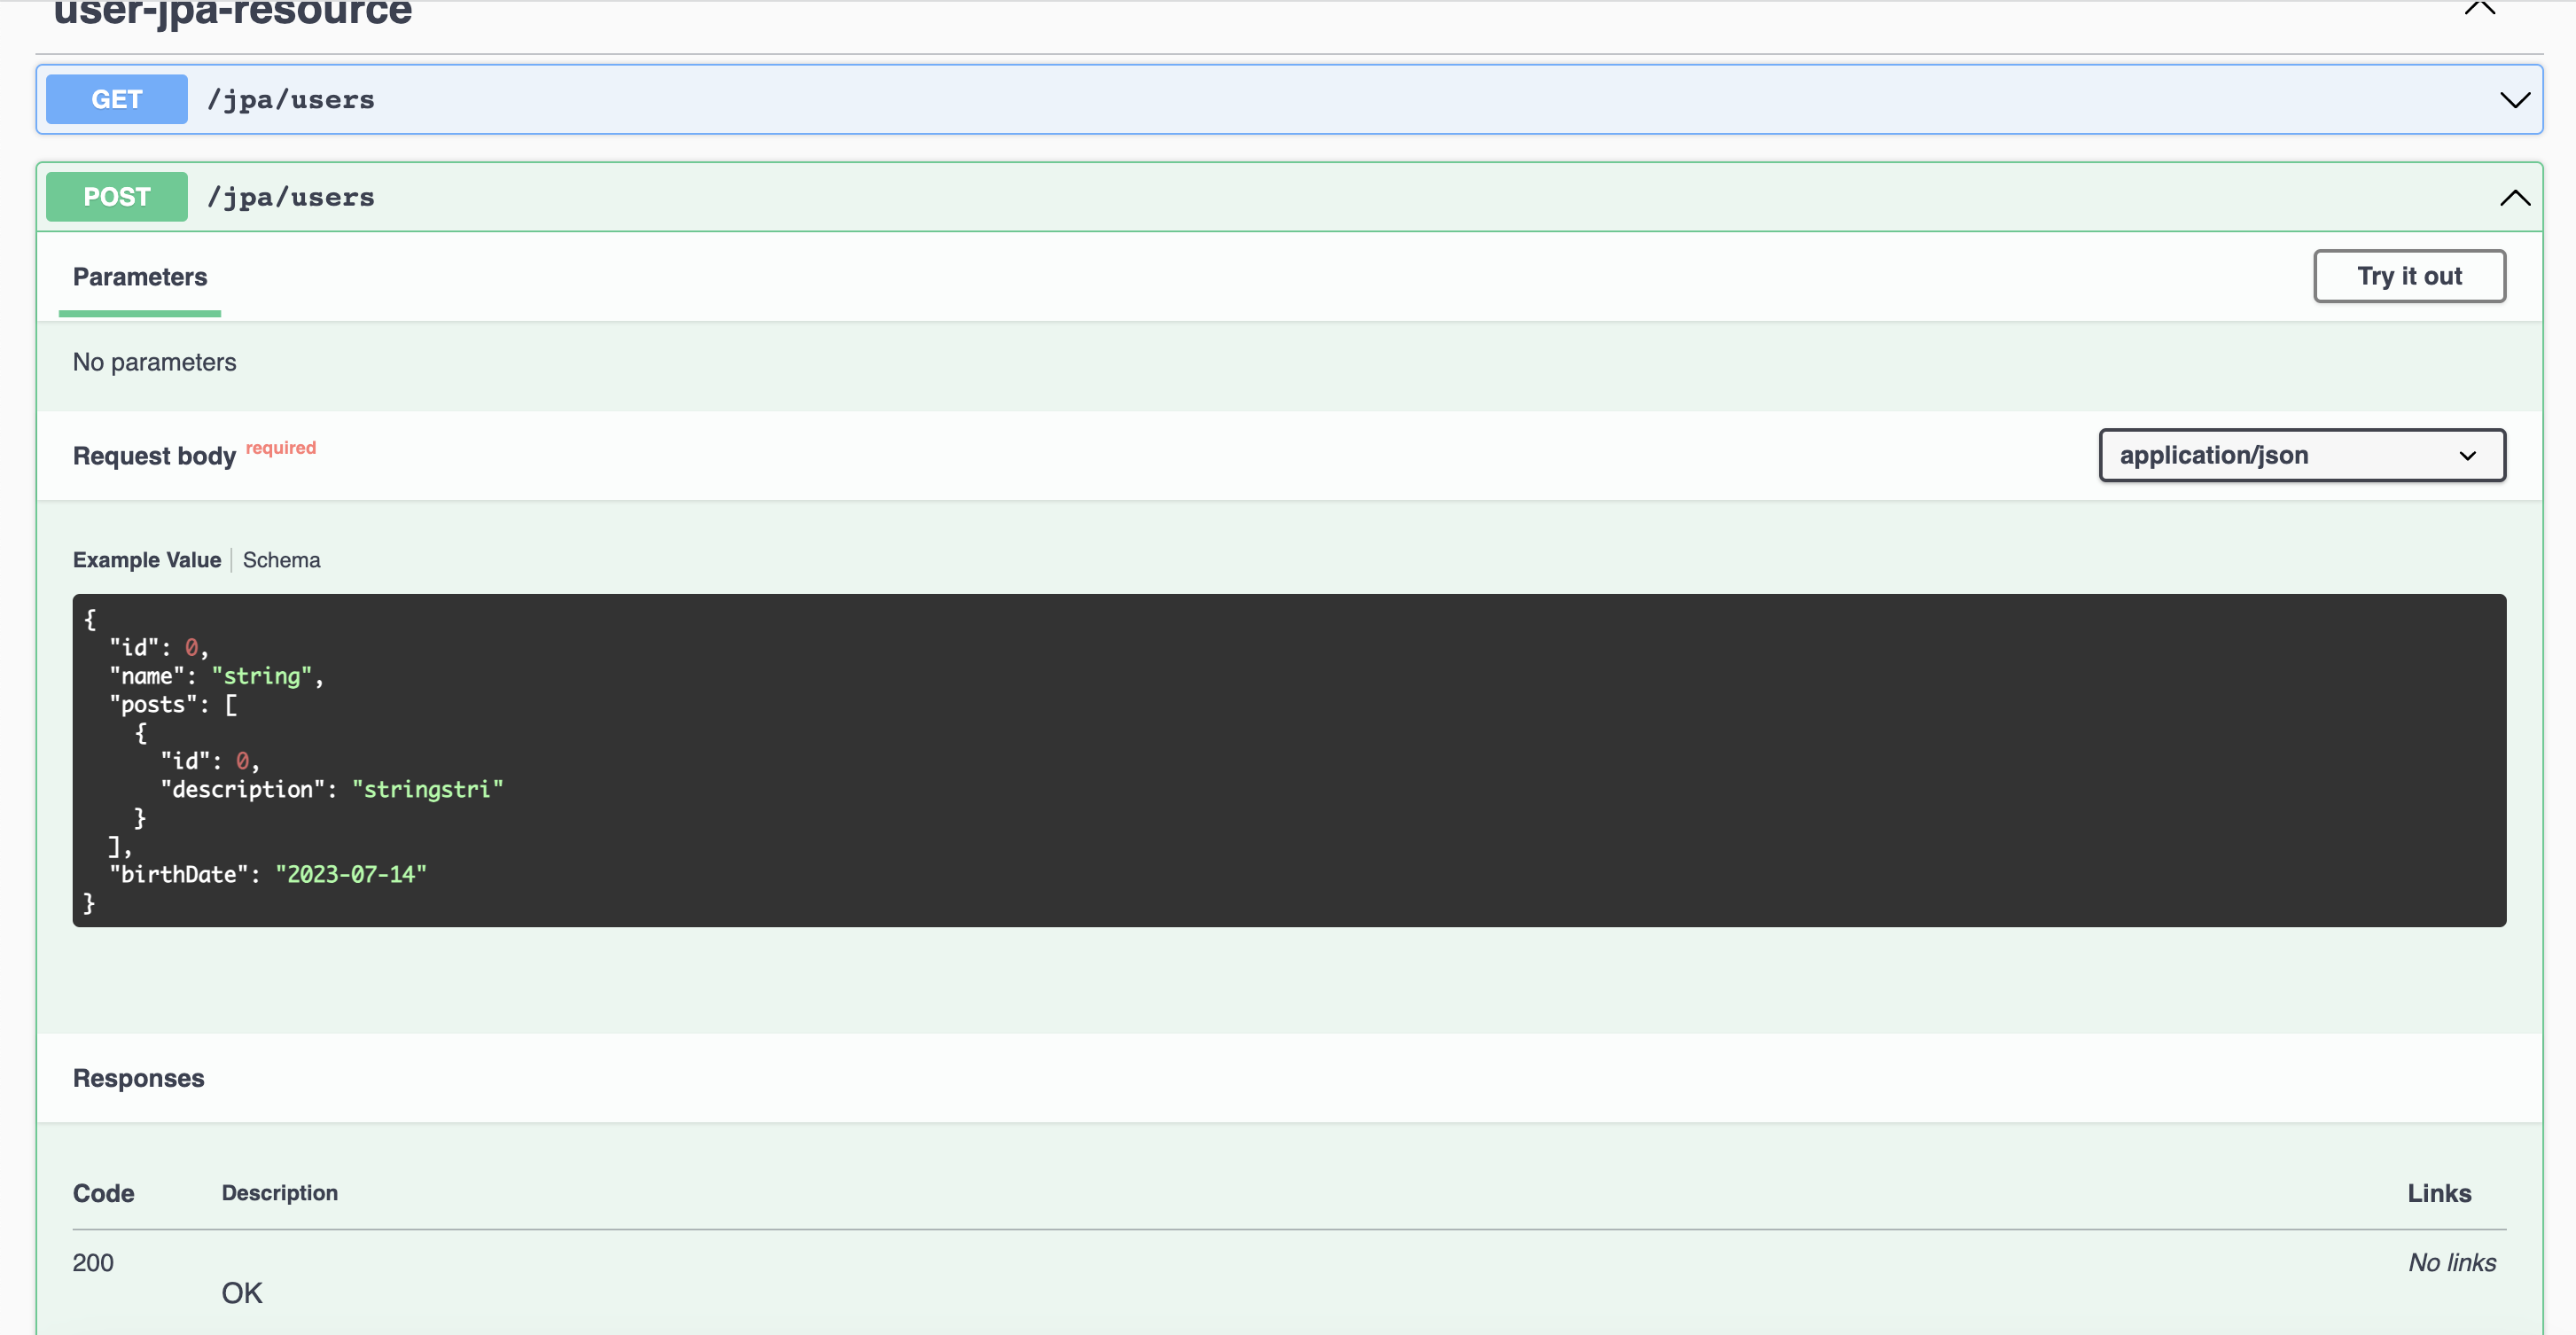 user-jpa-resource
GET /jpa/users
POST /jpa/users
Parameters
Try it out
No parameters
Request body required
application/json
Example Value Schema
{
  "id": 0,
  "name": "string",
  "posts": [
    {
      "id": 0,
      "description": "stringstri"
    }
  ],
  "birthDate": "2023-07-14"
}
Responses
Code Description Links
200 No links
OK